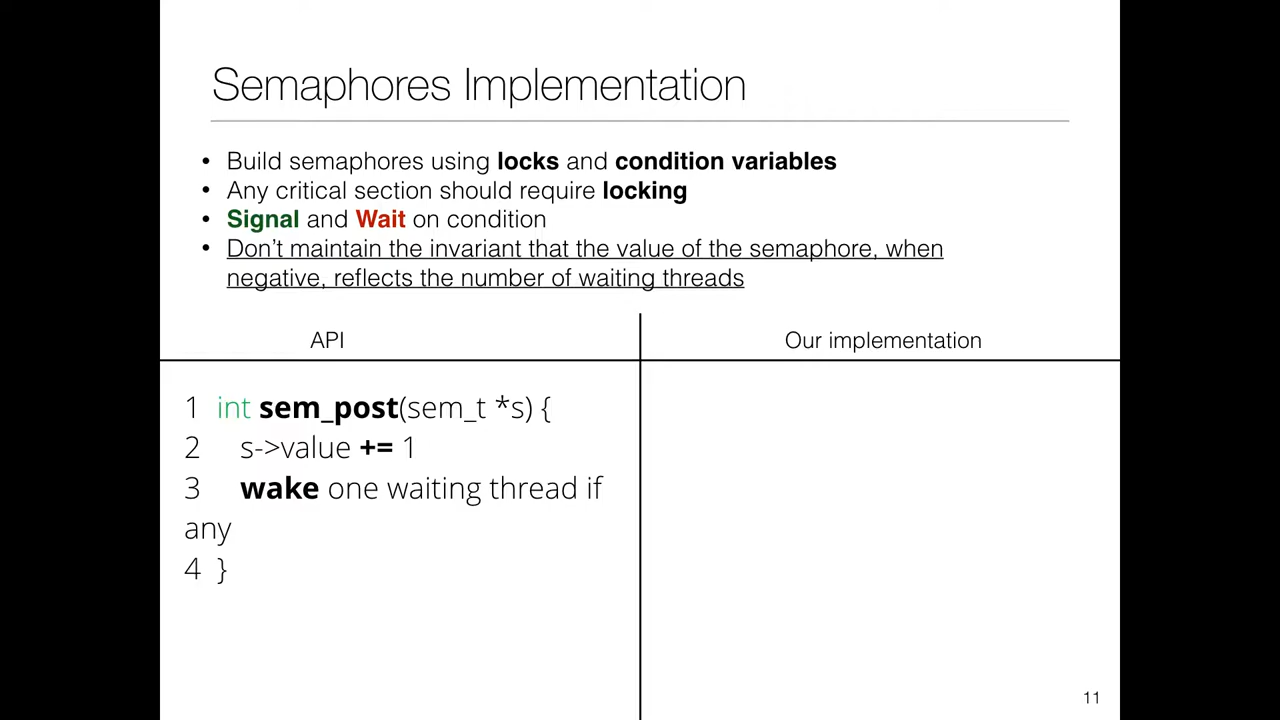 Semaphores Implementation
• Build semaphores using locks and condition variables
• Any critical section should require locking
• Signal and Wait on condition
• Don’t maintain the invariant that the value of the semaphore, when
negative, reflects the number of waiting threads
API
Our implementation
1 int sem_post(sem_t *s) {
2 s->value += 1
3 wake one waiting thread if
any
4 }
11